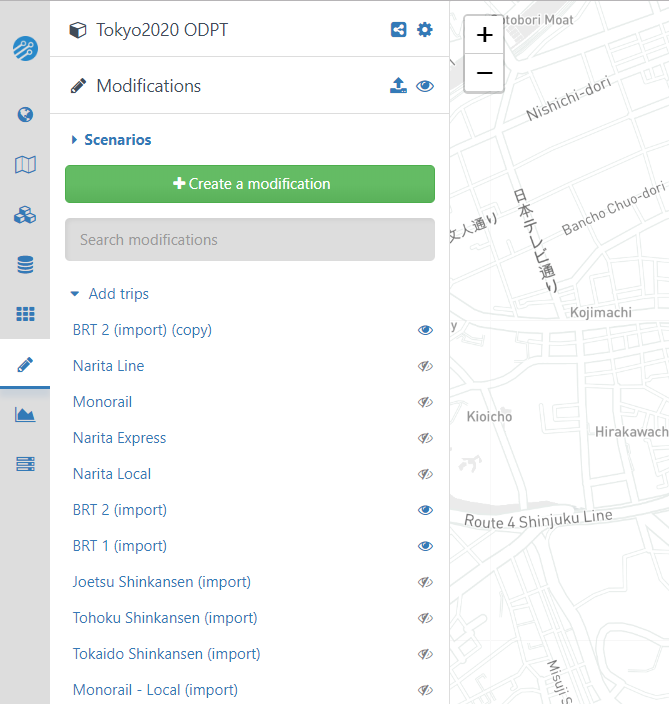 Tokyo2020 ODPT
Modifications
Scenarios
Create a modification
Search modifications
Add trips
BRT 2 (import) (copy)
Narita Line
Monorail
Narita Express
Narita Local
BRT 2 (import)
BRT 1 (import)
Joetsu Shinkansen (import)
Tohoku Shinkansen (import)
Tokaido Shinkansen (import)
Monorail - Local (import)
+
−
Moat
Nishichi-dori
Bancho Chuo-dori
日本テレビ通り
文人通り
Kojimachi
Kioicho
Hirakawach
Route 4 Shinjuku Line
Misuji S